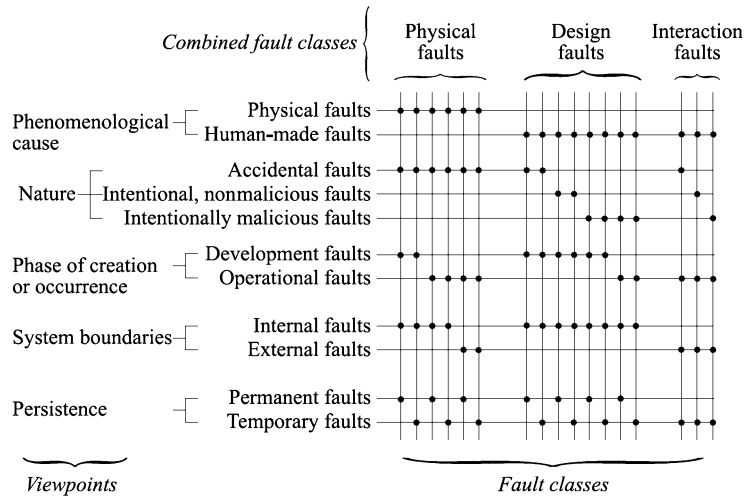 Combined fault classes
Physical
faults
Design
faults
Interaction
faults
Phenomenological
cause
Physical faults
Human-made faults
Nature
Accidental faults
Intentional, nonmalicious faults
Intentionally malicious faults
Phase of creation
or occurrence
Development faults
Operational faults
System boundaries
Internal faults
External faults
Persistence
Permanent faults
Temporary faults
Viewpoints
Fault classes